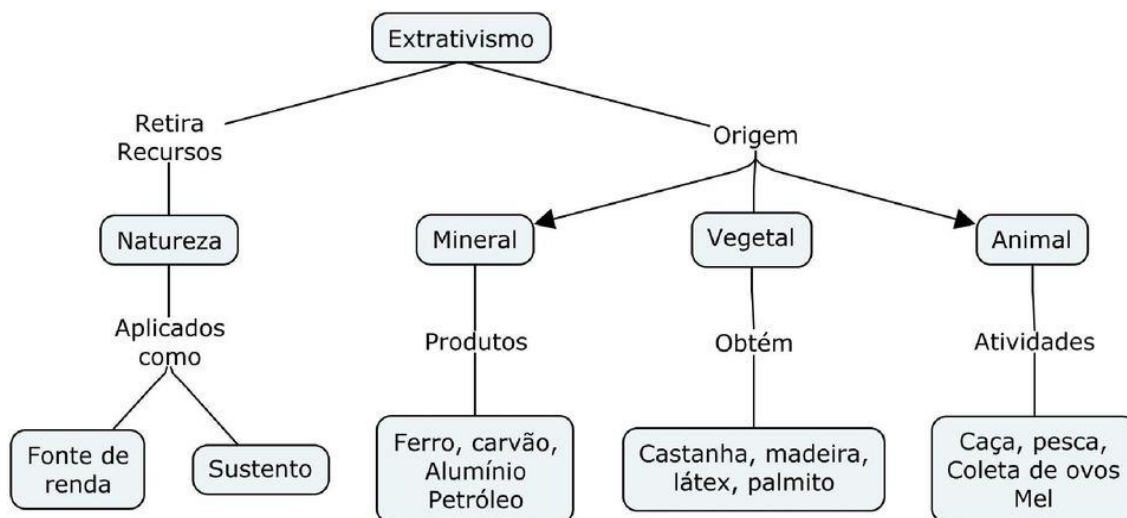 Extrativismo
Retira
Recursos
Origem
Natureza
Mineral
Vegetal
Animal
Aplicados
como
Produtos
Obtém
Atividades
Fonte de
renda
Sustento
Ferro, carvão,
Alumínio
Petróleo
Castanha, madeira,
látex, palmito
Caça, pesca,
Coleta de ovos
Mel